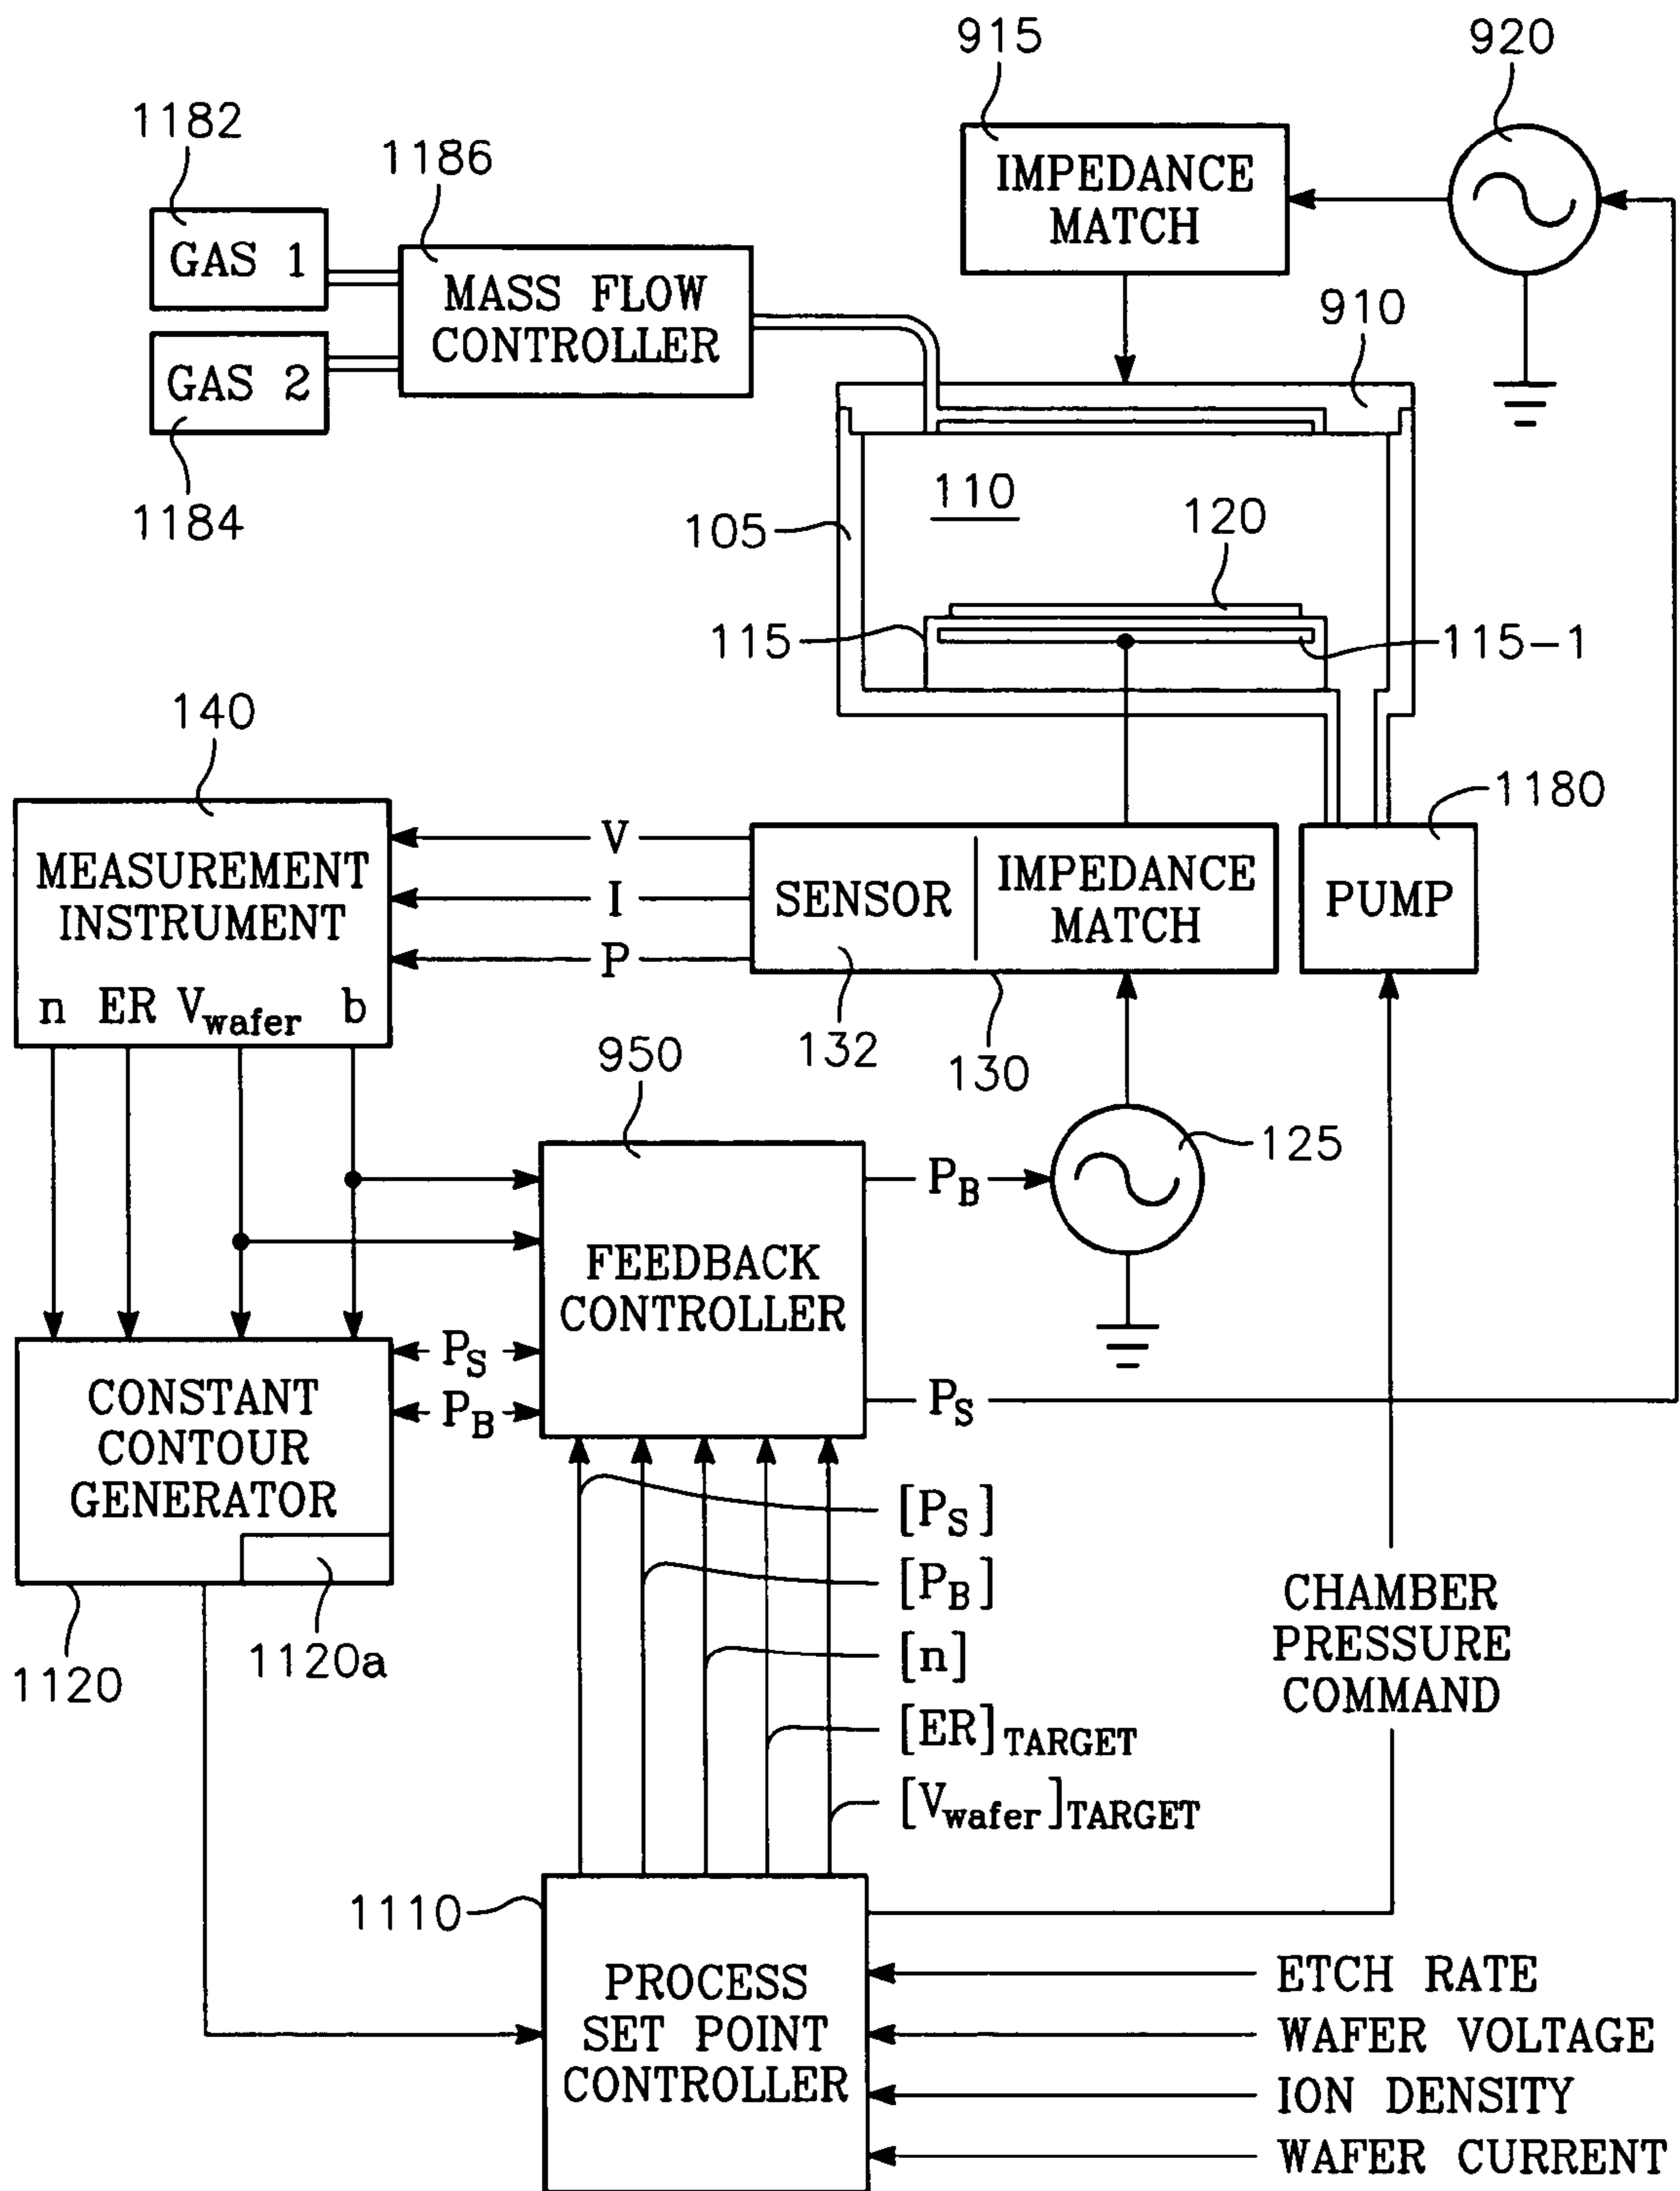 915
920
1182
1186
IMPEDANCE
MATCH
GAS 1
MASS FLOW
CONTROLLER
910
GAS 2
1184
110
105
120
115
115-1
140
1180
MEASUREMENT
INSTRUMENT
V
I
P
SENSOR
IMPEDANCE
MATCH
PUMP
n ER Vwafer b
132
130
950
125
PB
FEEDBACK
CONTROLLER
PS
PB
PS
CONSTANT
CONTOUR
GENERATOR
[PS]
[PB]
[n]
[ER]TARGET
[Vwafer]TARGET
1120
1120a
CHAMBER
PRESSURE
COMMAND
1110
PROCESS
SET POINT
CONTROLLER
ETCH RATE
WAFER VOLTAGE
ION DENSITY
WAFER CURRENT